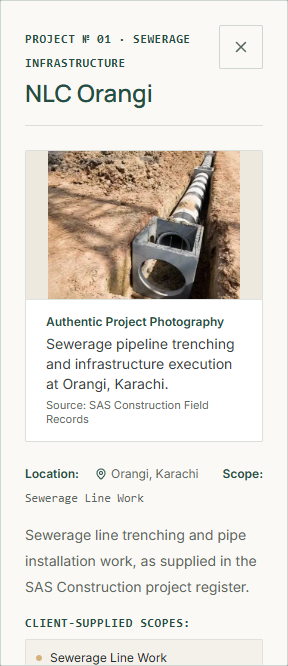 PROJECT № 01 · SEWERAGE
INFRASTRUCTURE
NLC Orangi
Authentic Project Photography
Sewerage pipeline trenching
and infrastructure execution
at Orangi, Karachi.
Source: SAS Construction Field
Records
Location: Orangi, Karachi Scope:
Sewerage Line Work
Sewerage line trenching and pipe
installation work, as supplied in the
SAS Construction project register.
CLIENT-SUPPLIED SCOPES:
Sewerage Line Work